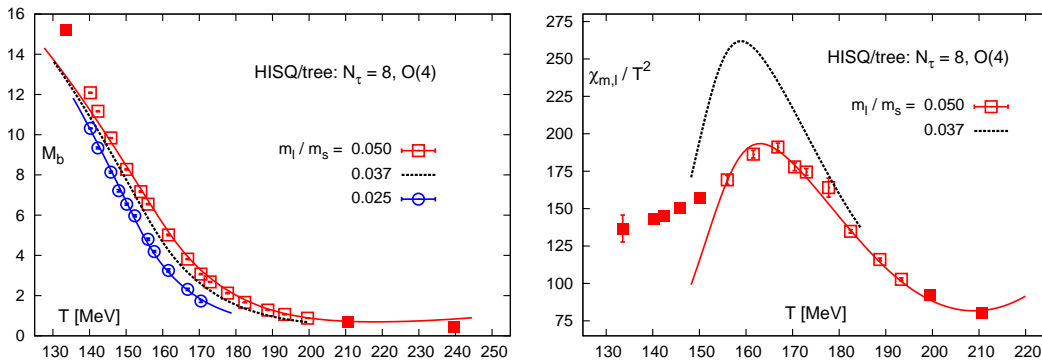 16
14
12
10
8
6
4
2
0
M_b
HISQ/tree: N_τ = 8, O(4)
m_l / m_s = 0.050
0.037
0.025
T [MeV]
130 140 150 160 170 180 190 200 210 220 230 240 250
275
250
225
200
175
150
125
100
75
χ_{m,l} / T^2
HISQ/tree: N_τ = 8, O(4)
m_l / m_s = 0.050
0.037
T [MeV]
130 140 150 160 170 180 190 200 210 220